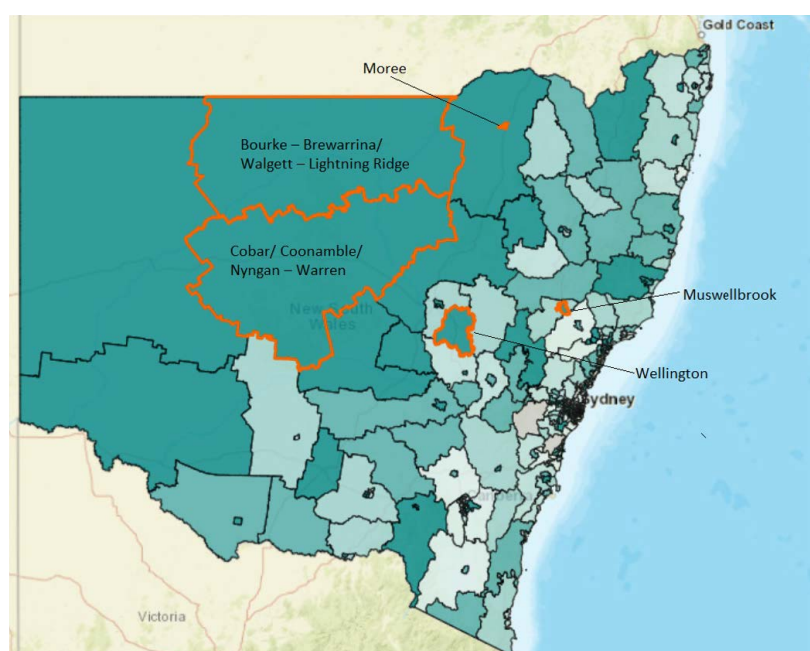 Gold Coast
Moree
Bourke – Brewarrina/
Walgett – Lightning Ridge
Cobar/ Coonamble/
Nyngan – Warren
Muswellbrook
New South
Wales
Wellington
Sydney
Victoria